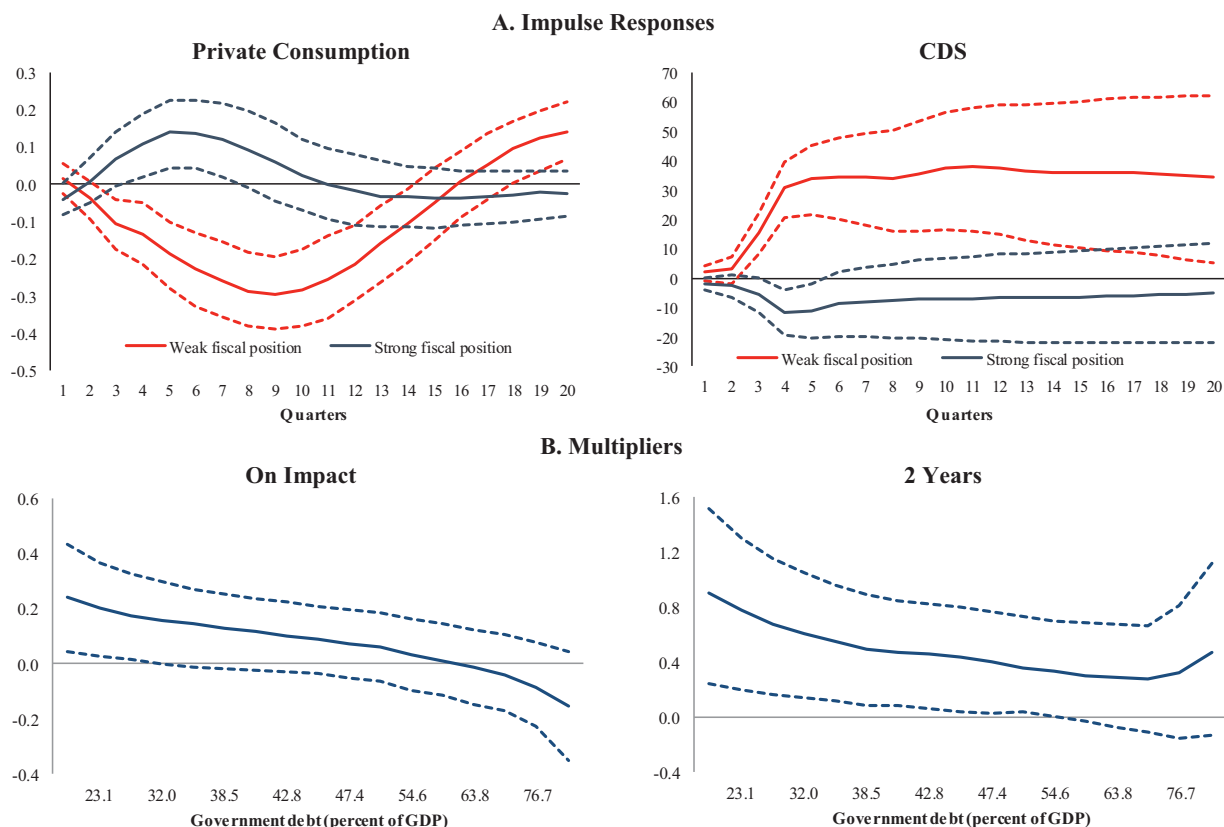 A. Impulse Responses
Private Consumption
0.3
0.2
0.1
0.0
-0.1
-0.2
-0.3
-0.4
-0.5
Weak fiscal position Strong fiscal position
1 2 3 4 5 6 7 8 9 10 11 12 13 14 15 16 17 18 19 20
Quarters
CDS
70
60
50
40
30
20
10
0
-10
-20
-30
Weak fiscal position Strong fiscal position
1 2 3 4 5 6 7 8 9 10 11 12 13 14 15 16 17 18 19 20
Quarters
B. Multipliers
On Impact
0.6
0.4
0.2
0.0
-0.2
-0.4
23.1 32.0 38.5 42.8 47.4 54.6 63.8 76.7
Government debt (percent of GDP)
2 Years
1.6
1.2
0.8
0.4
0.0
-0.4
23.1 32.0 38.5 42.8 47.4 54.6 63.8 76.7
Government debt (percent of GDP)